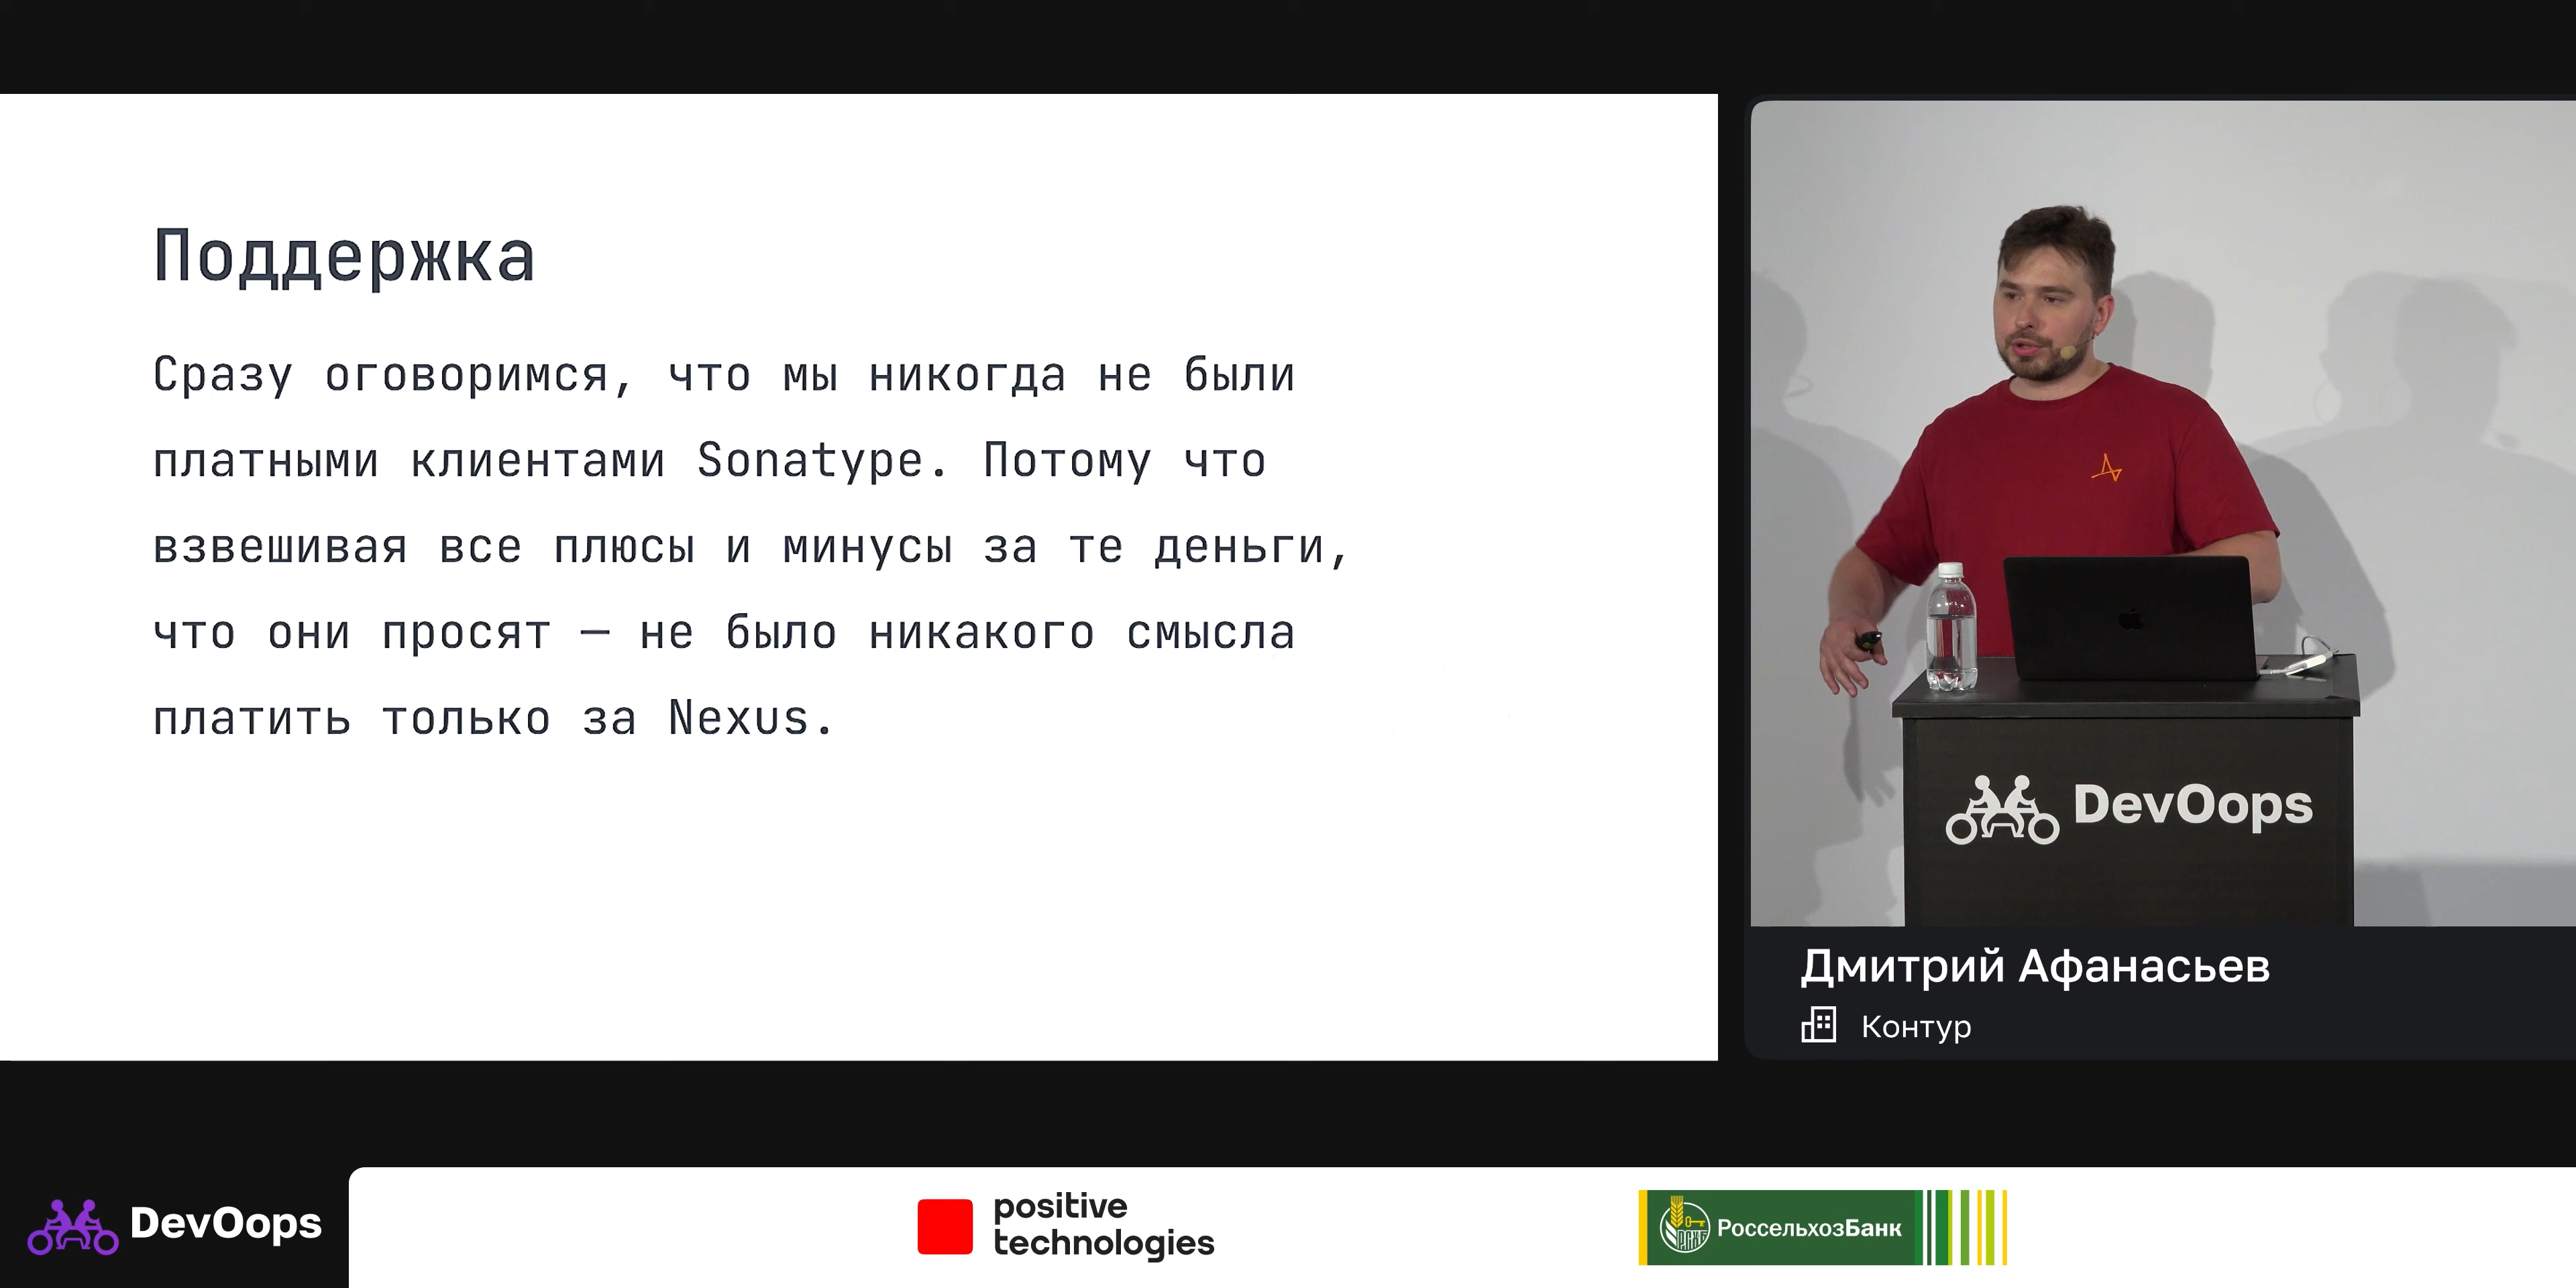 Поддержка
Сразу оговоримся, что мы никогда не были
платными клиентами Sonatype. Потому что
взвешивая все плюсы и минусы за те деньги,
что они просят — не было никакого смысла
платить только за Nexus.
DevOops
Дмитрий Афанасьев
Контур
DevOops
positive
technologies
РСХБ
РоссельхозБанк